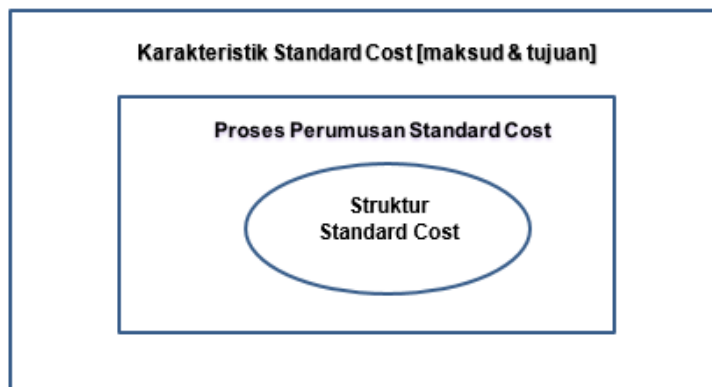 Karakteristik Standard Cost [maksud & tujuan]
Proses Perumusan Standard Cost
Struktur
Standard Cost